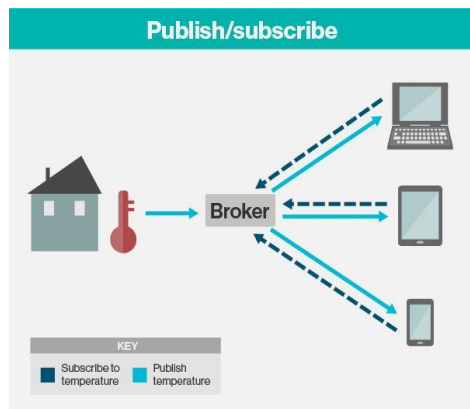 Publish/subscribe
Broker
KEY
Subscribe to
temperature
Publish
temperature